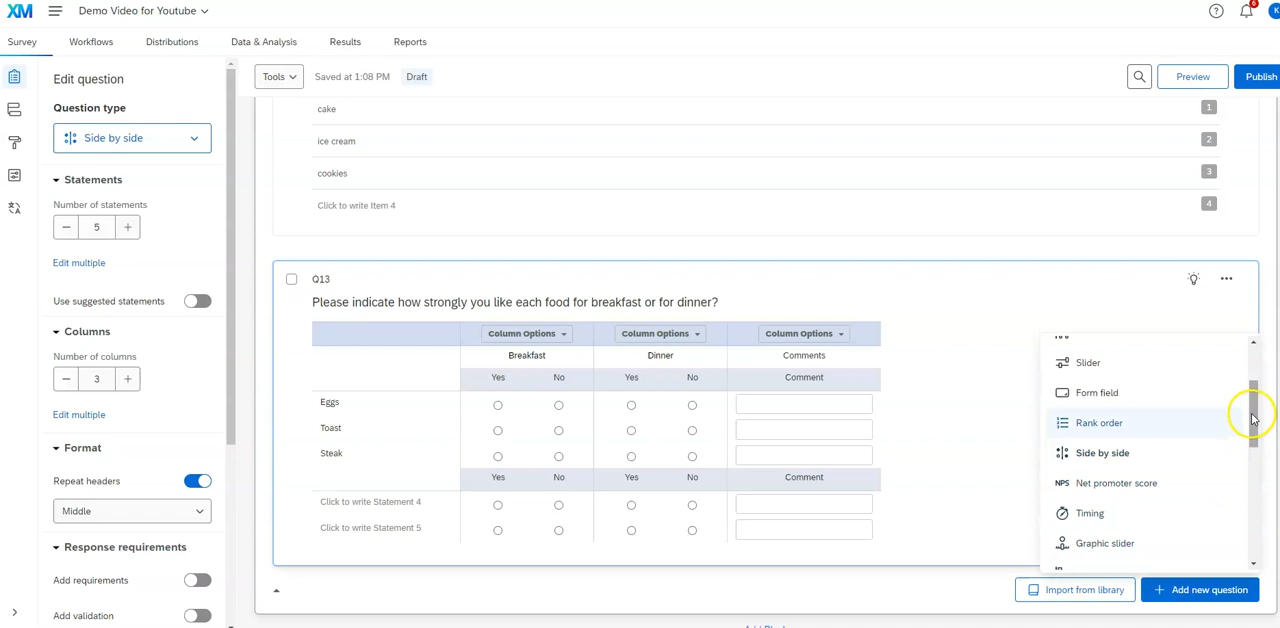 XM Demo Video for Youtube 6 K
Survey Workflows Distributions Data & Analysis Results Reports
Edit question
Question type
Side by side
Statements
Number of statements
5
Edit multiple
Use suggested statements
Columns
Number of columns
3
Edit multiple
Format
Repeat headers
Middle
Response requirements
Add requirements
Add validation
Tools Saved at 1:08 PM Draft Preview Publish
cake 1
ice cream 2
cookies 3
Click to write Item 4 4
Q13
Please indicate how strongly you like each food for breakfast or for dinner?
Column Options Column Options Column Options
Breakfast Dinner Comments
Yes No Yes No Comment
Eggs
Toast
Steak
Yes No Yes No Comment
Click to write Statement 4
Click to write Statement 5
Slider
Form field
Rank order
Side by side
NPS Net promoter score
Timing
Graphic slider
Import from library Add new question